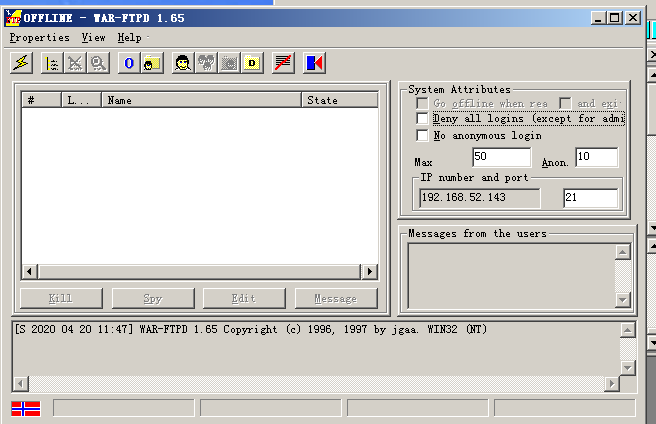 OFFLINE - WAR-FTPD 1.65
Properties View Help
0 D
# L... Name State
System Attributes
Go offline when rea and exi
Deny all logins (except for admi
No anonymous login
Max 50 Anon. 10
IP number and port
192.168.52.143 21
Messages from the users
Kill Spy Edit Message
[S 2020 04 20 11:47] WAR-FTPD 1.65 Copyright (c) 1996, 1997 by jgaa. WIN32 (NT)